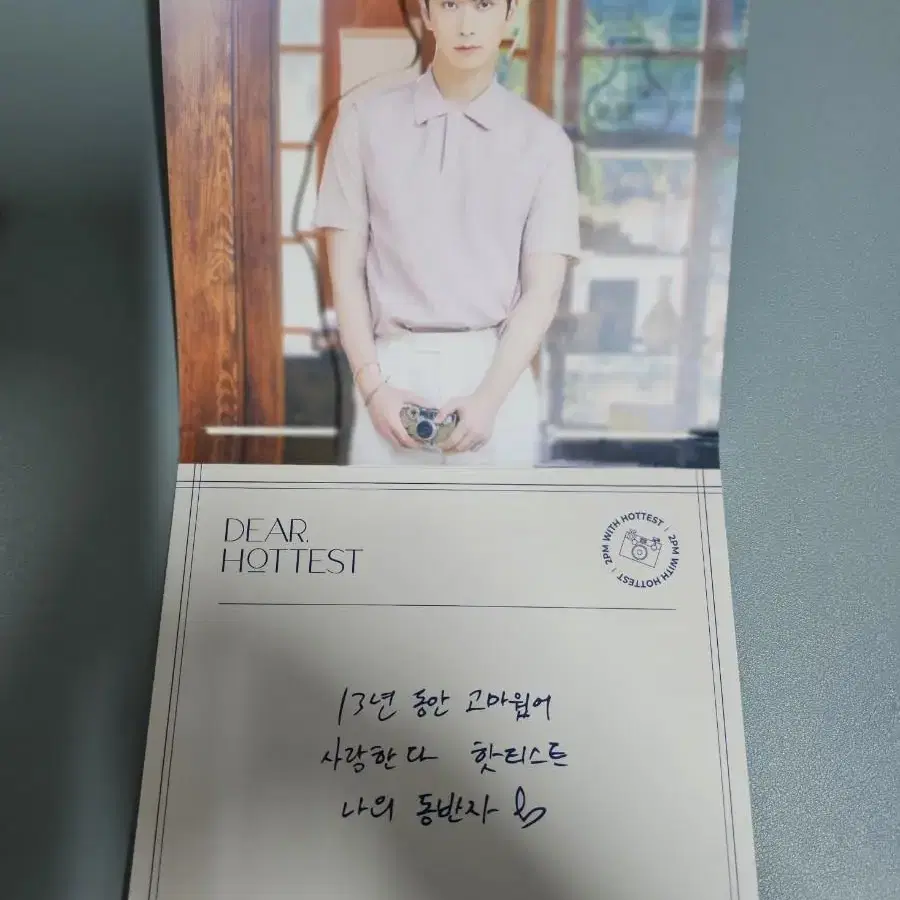 DEAR.
HOTTEST
2PM WITH HOTTEST | 2PM WITH HOTTEST |
13년 동안 고마웠어
사랑한다 핫티스트
나의 동반자